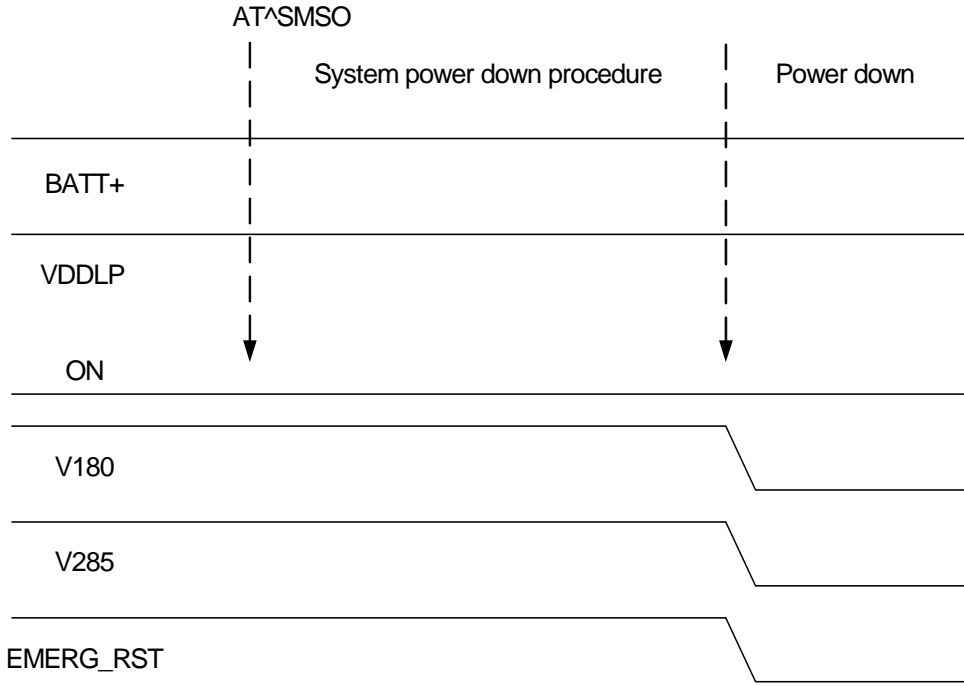 AT^SMSO
System power down procedure
Power down
BATT+
VDDLP
ON
V180
V285
EMERG_RST